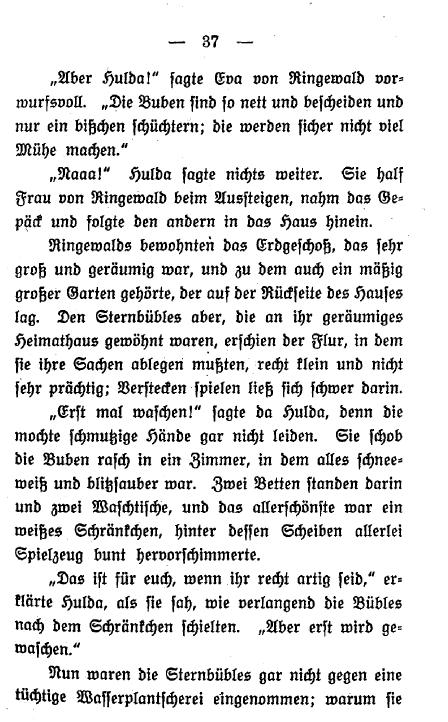 — 37 —
„Aber Hulda!“ sagte Eva von Ringewald vor=
wurfsvoll. „Die Buben sind so nett und bescheiden und
nur ein bißchen schüchtern; die werden sicher nicht viel
Mühe machen.“
„Naaa!“ Hulda sagte nichts weiter. Sie half
Frau von Ringewald beim Aussteigen, nahm das Ge=
päck und folgte den andern in das Haus hinein.
Ringewalds bewohnten das Erdgeschoß, das sehr
groß und geräumig war, und zu dem auch ein mäßig
großer Garten gehörte, der auf der Rückseite des Hauses
lag. Den Sternbübles aber, die an ihr geräumiges
Heimathaus gewöhnt waren, erschien der Flur, in dem
sie ihre Sachen ablegen mußten, recht klein und nicht
sehr prächtig; Verstecken spielen ließ sich schwer darin.
„Erst mal waschen!“ sagte da Hulda, denn die
mochte schmutzige Hände gar nicht leiden. Sie schob
die Buben rasch in ein Zimmer, in dem alles schnee=
weiß und blitzsauber war. Zwei Betten standen darin
und zwei Waschtische, und das allerschönste war ein
weißes Schränkchen, hinter dessen Scheiben allerlei
Spielzeug bunt hervorschimmerte.
„Das ist für euch, wenn ihr recht artig seid,“ er=
klärte Hulda, als sie sah, wie verlangend die Bübles
nach dem Schränkchen schielten. „Aber erst wird ge=
waschen.“
Nun waren die Sternbübles gar nicht gegen eine
tüchtige Wasserplantscherei eingenommen; warum sie